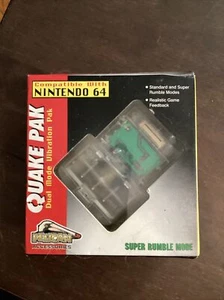 Compatible With
NINTENDO 64
QUAKE PAK
Dual Mode Vibration Pak
• Standard and Super
Rumble Modes
• Realistic Game
Feedback
SUPER RUMBLE MODE